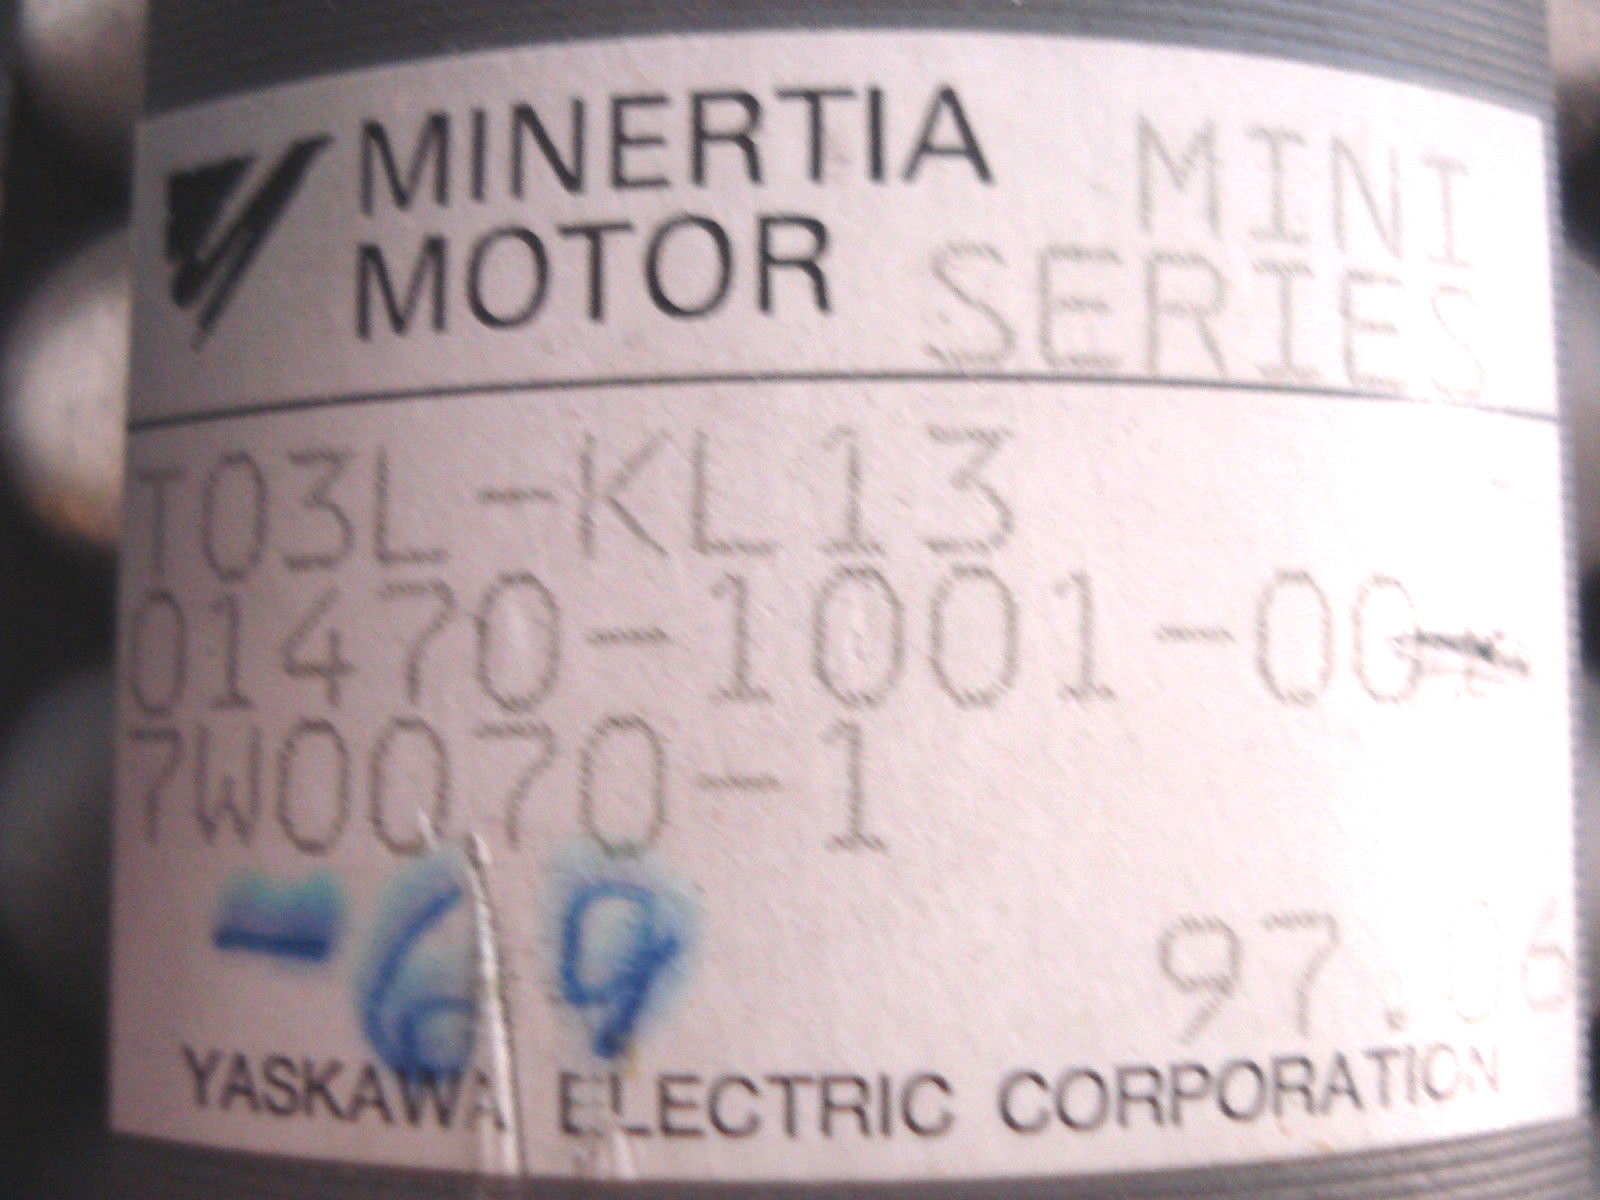 MINERTIA MINI
MOTOR SERIES
T03L-KL13
01470-1001-00
7W0070-1
-69
97.06
YASKAWA ELECTRIC CORPORATION